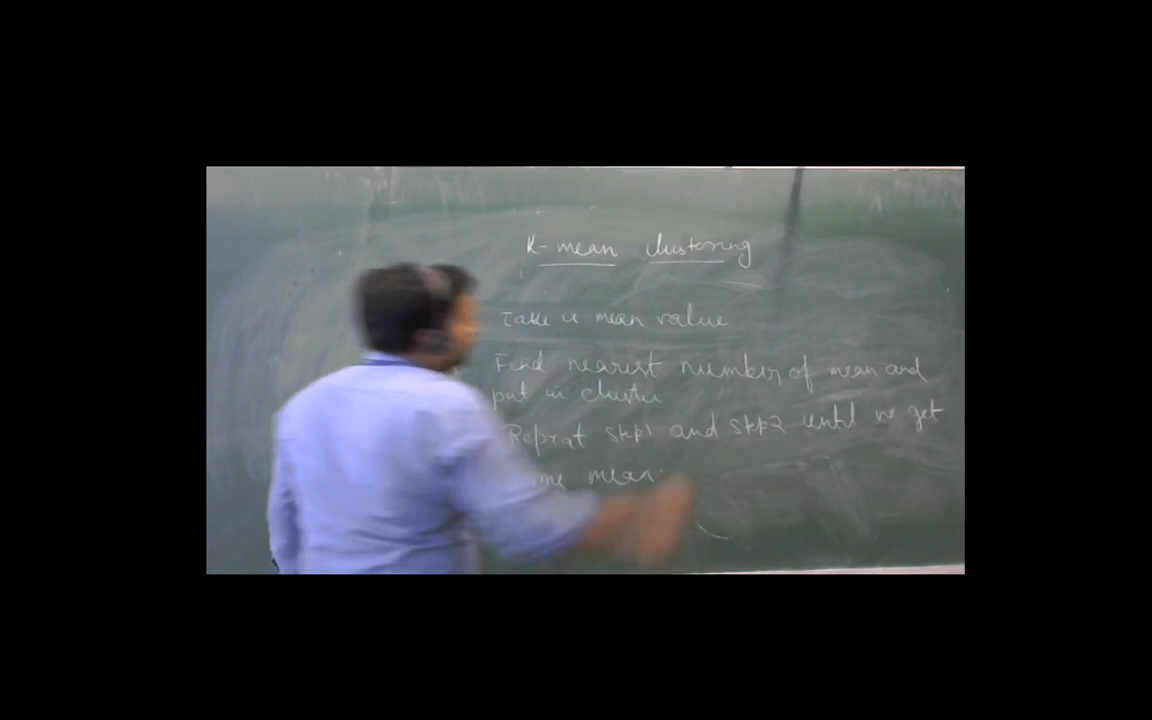 K-mean clustering
Take a mean value
Find nearest number of mean and
put in cluster
Repeat step1 and step2 until we get
mean